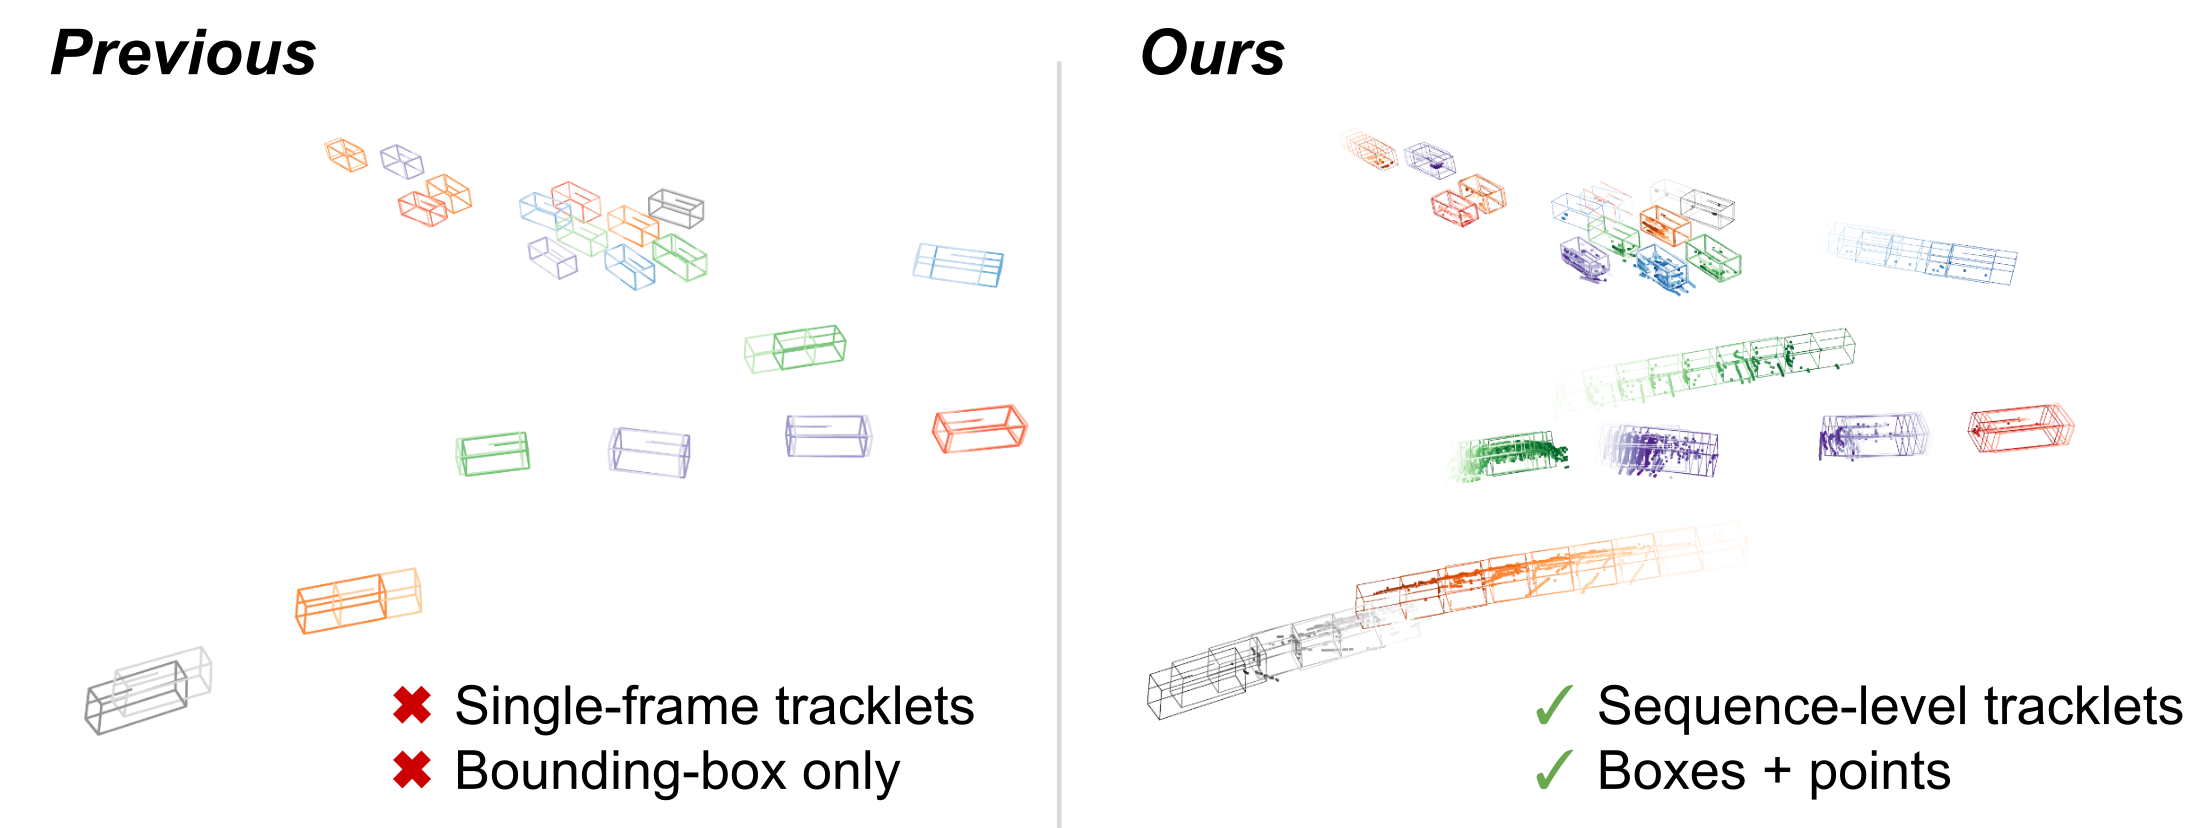 Previous
Ours
✖ Single-frame tracklets
✖ Bounding-box only
✓ Sequence-level tracklets
✓ Boxes + points